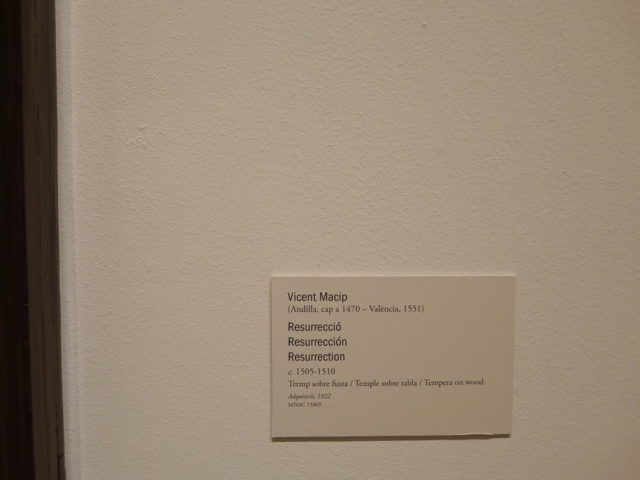 Vicent Macip
(Andilla, cap a 1470 – València, 1551)
Resurrecció
Resurrección
Resurrection
c. 1505-1510
Tremp sobre fusta / Temple sobre tabla / Tempera on wood
Adquisició, 1922
MNAC